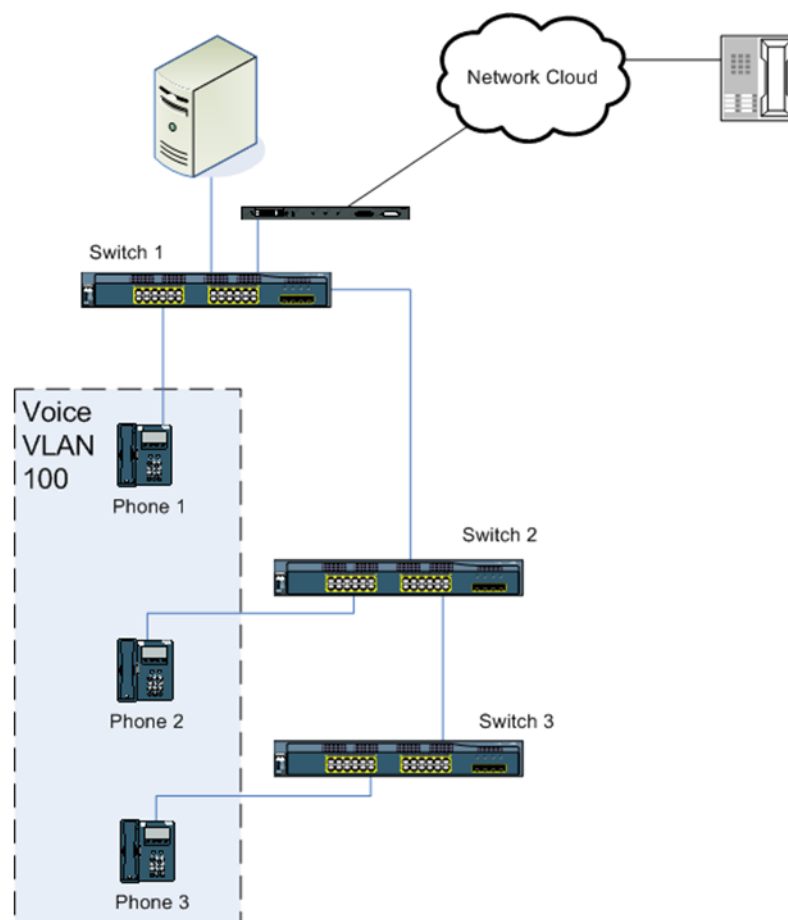 Network Cloud
Switch 1
Voice
VLAN
100
Phone 1
Switch 2
Phone 2
Switch 3
Phone 3